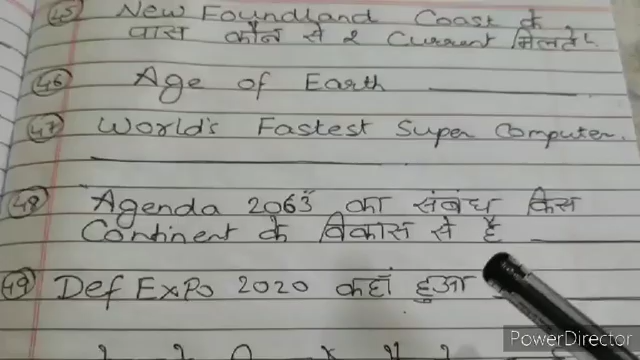 45 New Foundland Coast के
पास कौन से 2 Current मिलते
46 Age of Earth
47 World's Fastest Super Computer.
48 Agenda 2063 का संबंध किस
Continent के विकास से है
49 Def Expo 2020 कहाँ हुआ
PowerDirector